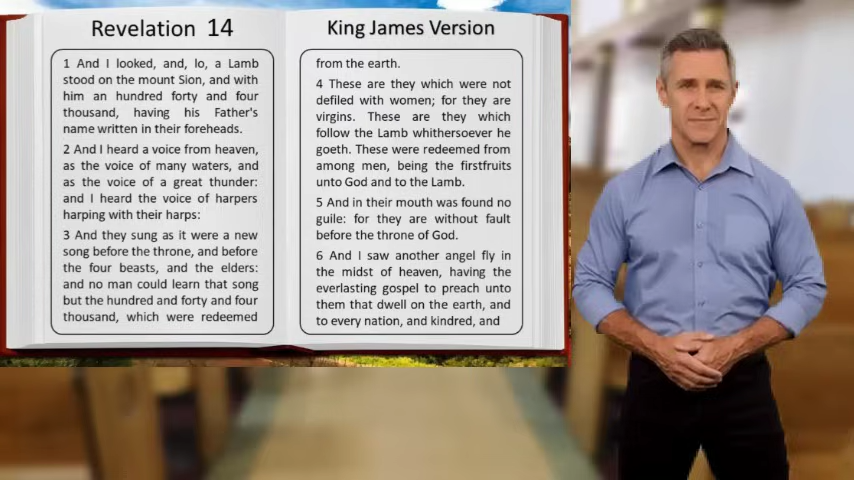 Revelation 14
1 And I looked, and, lo, a Lamb
stood on the mount Sion, and with
him an hundred forty and four
thousand, having his Father's
name written in their foreheads.
2 And I heard a voice from heaven,
as the voice of many waters, and
as the voice of a great thunder:
and I heard the voice of harpers
harping with their harps:
3 And they sung as it were a new
song before the throne, and before
the four beasts, and the elders:
and no man could learn that song
but the hundred and forty and four
thousand, which were redeemed
King James Version
from the earth.
4 These are they which were not
defiled with women; for they are
virgins. These are they which
follow the Lamb whithersoever he
goeth. These were redeemed from
among men, being the firstfruits
unto God and to the Lamb.
5 And in their mouth was found no
guile: for they are without fault
before the throne of God.
6 And I saw another angel fly in
the midst of heaven, having the
everlasting gospel to preach unto
them that dwell on the earth, and
to every nation, and kindred, and